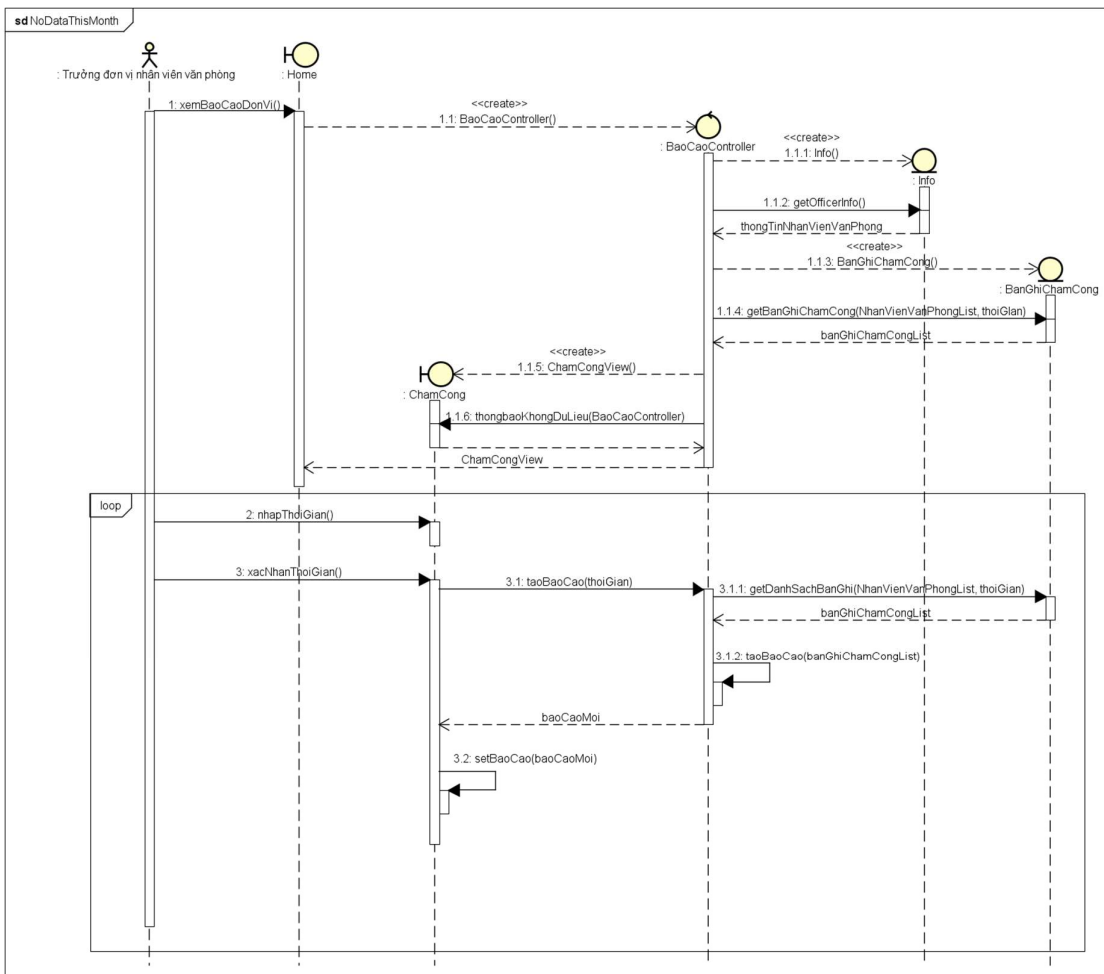 sd NoDataThisMonth
: Trưởng đơn vị nhân viên văn phòng
: Home
1: xemBaoCaoDonVi()
<<create>>
1.1: BaoCaoController()
: BaoCaoController
<<create>>
1.1.1: Info()
: Info
1.1.2: getOfficerInfo()
thongTinNhanVienVanPhong
<<create>>
1.1.3: BanGhiChamCong()
: BanGhiChamCong
1.1.4: getBanGhiChamCong(NhanVienVanPhongList, thoiGIan)
banGhiChamCongList
<<create>>
1.1.5: ChamCongView()
: ChamCong
1.1.6: thongbaoKhongDuLieu(BaoCaoController)
ChamCongView
loop
2: nhapThoiGian()
3: xacNhanThoiGian()
3.1: taoBaoCao(thoiGian)
3.1.1: getDanhSachBanGhi(NhanVienVanPhongList, thoiGian)
banGhiChamCongList
3.1.2: taoBaoCao(banGhiChamCongList)
baoCaoMoi
3.2: setBaoCao(baoCaoMoi)